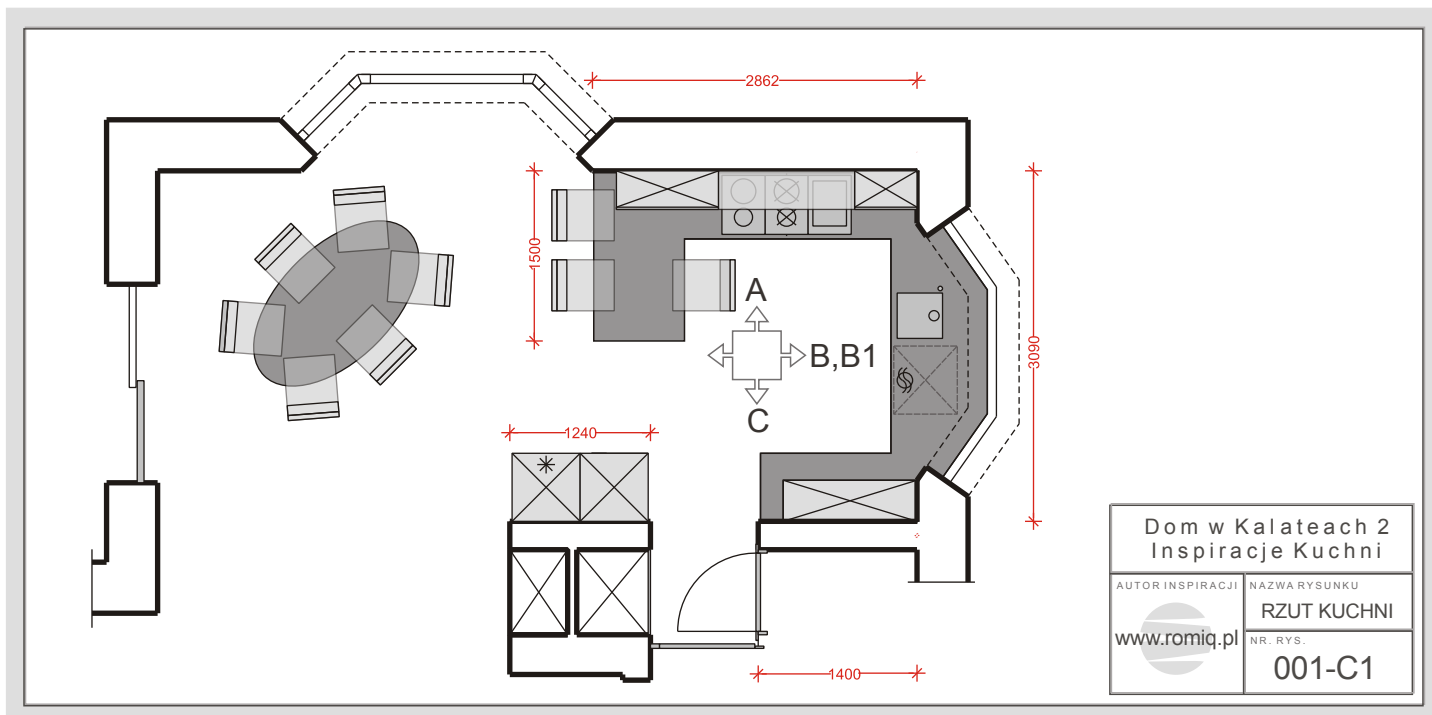 2862
1500
A
B,B1
C
3090
1240
1400
Dom w Kalateach 2
Inspiracje Kuchni
AUTOR INSPIRACJI
www.romiq.pl
NAZWA RYSUNKU
RZUT KUCHNI
NR. RYS.
001-C1